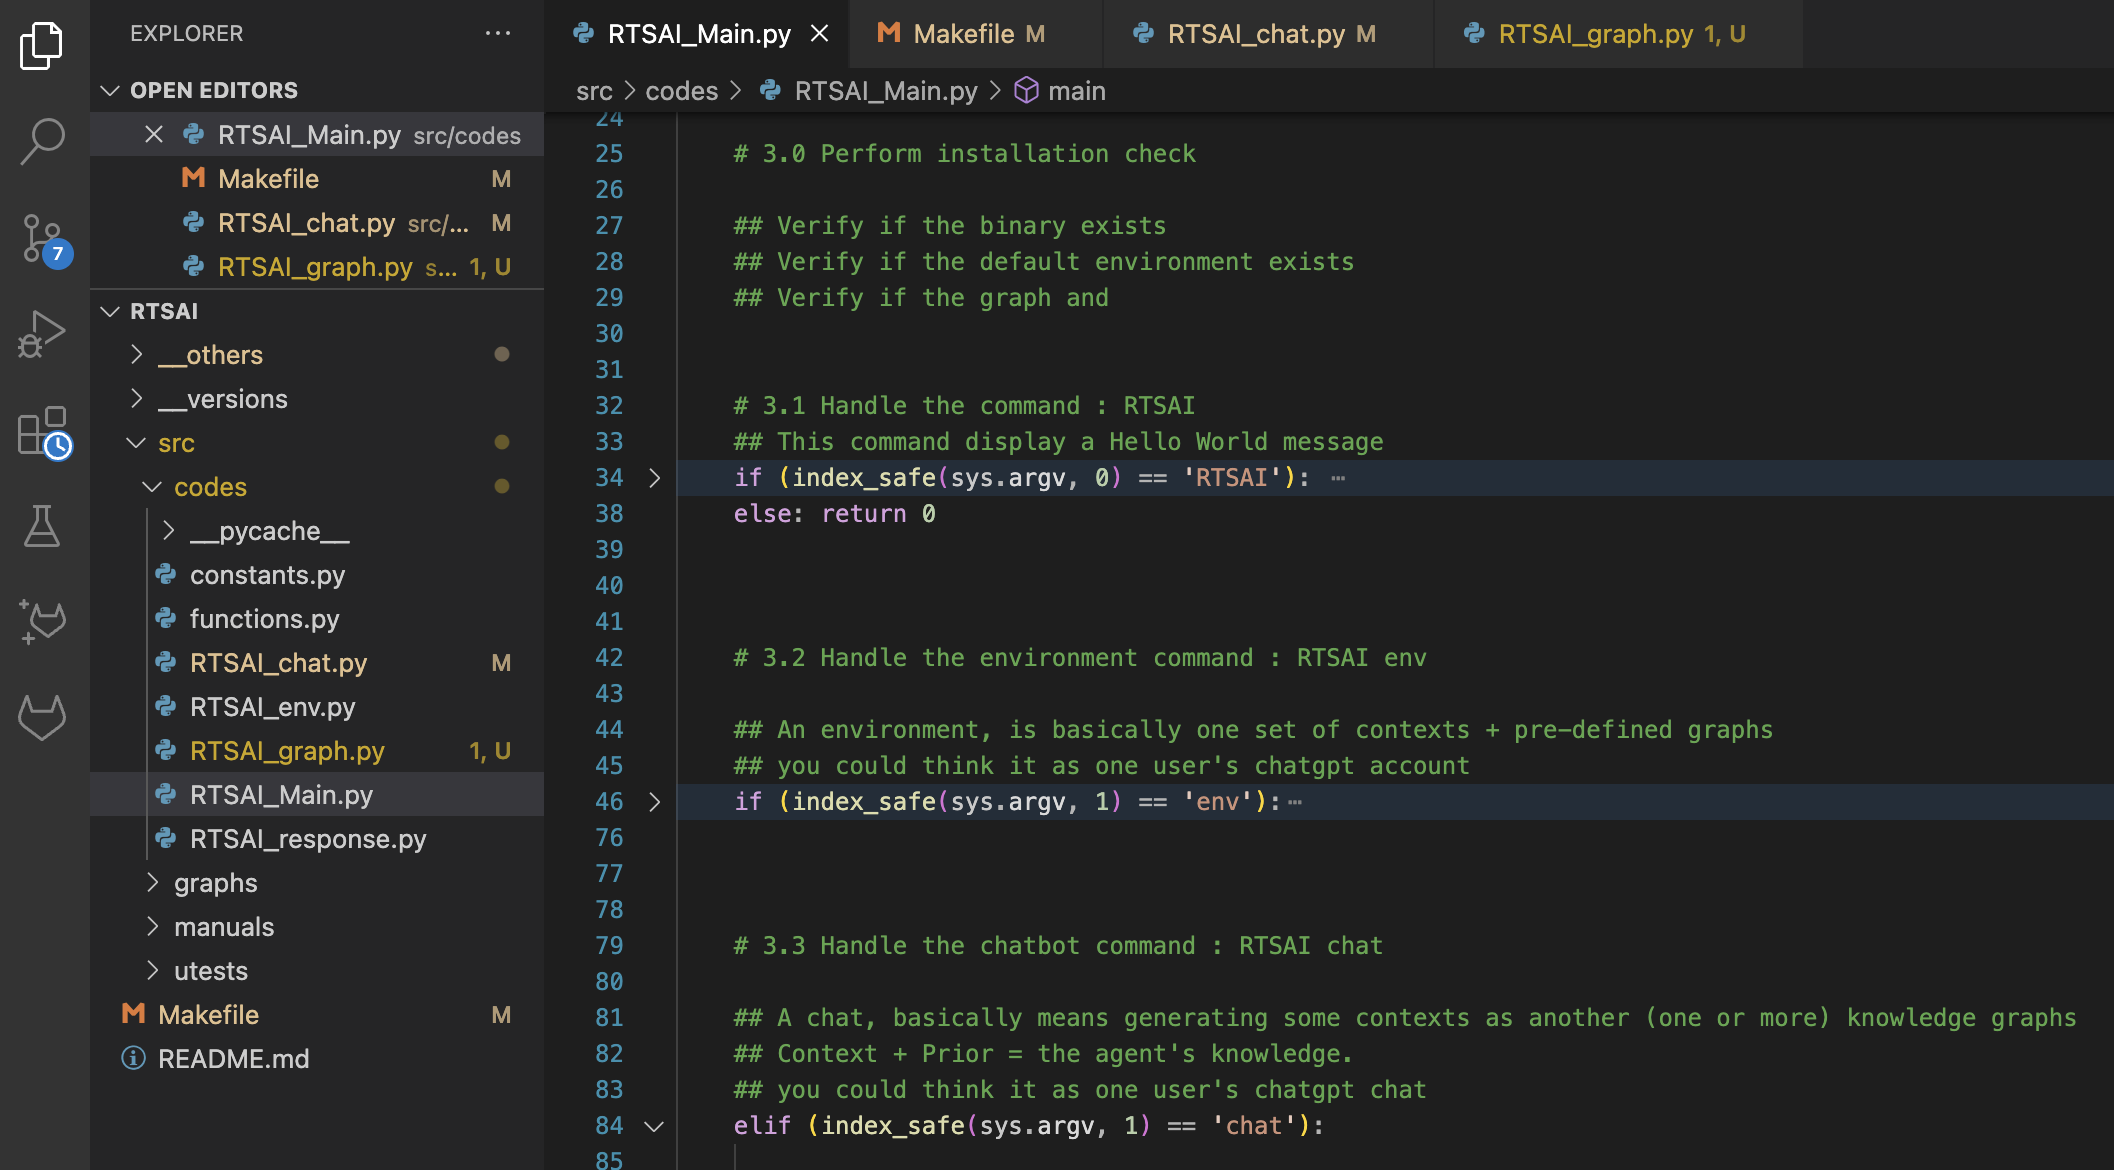 EXPLORER
OPEN EDITORS
RTSAI_Main.py src/codes
Makefile M
RTSAI_chat.py src/... M
RTSAI_graph.py s... 1, U
RTSAI
__others
__versions
src
codes
__pycache__
constants.py
functions.py
RTSAI_chat.py M
RTSAI_env.py
RTSAI_graph.py 1, U
RTSAI_Main.py
RTSAI_response.py
graphs
manuals
utests
Makefile M
README.md
7
RTSAI_Main.py
Makefile M
RTSAI_chat.py M
RTSAI_graph.py 1, U
src > codes > RTSAI_Main.py > main
24
25 # 3.0 Perform installation check
26
27 ## Verify if the binary exists
28 ## Verify if the default environment exists
29 ## Verify if the graph and
30
31
32 # 3.1 Handle the command : RTSAI
33 ## This command display a Hello World message
34 if (index_safe(sys.argv, 0) == 'RTSAI'): ⋯
38 else: return 0
39
40
41
42 # 3.2 Handle the environment command : RTSAI env
43
44 ## An environment, is basically one set of contexts + pre-defined graphs
45 ## you could think it as one user's chatgpt account
46 if (index_safe(sys.argv, 1) == 'env'):⋯
76
77
78
79 # 3.3 Handle the chatbot command : RTSAI chat
80
81 ## A chat, basically means generating some contexts as another (one or more) knowledge graphs
82 ## Context + Prior = the agent's knowledge.
83 ## you could think it as one user's chatgpt chat
84 elif (index_safe(sys.argv, 1) == 'chat'):
85